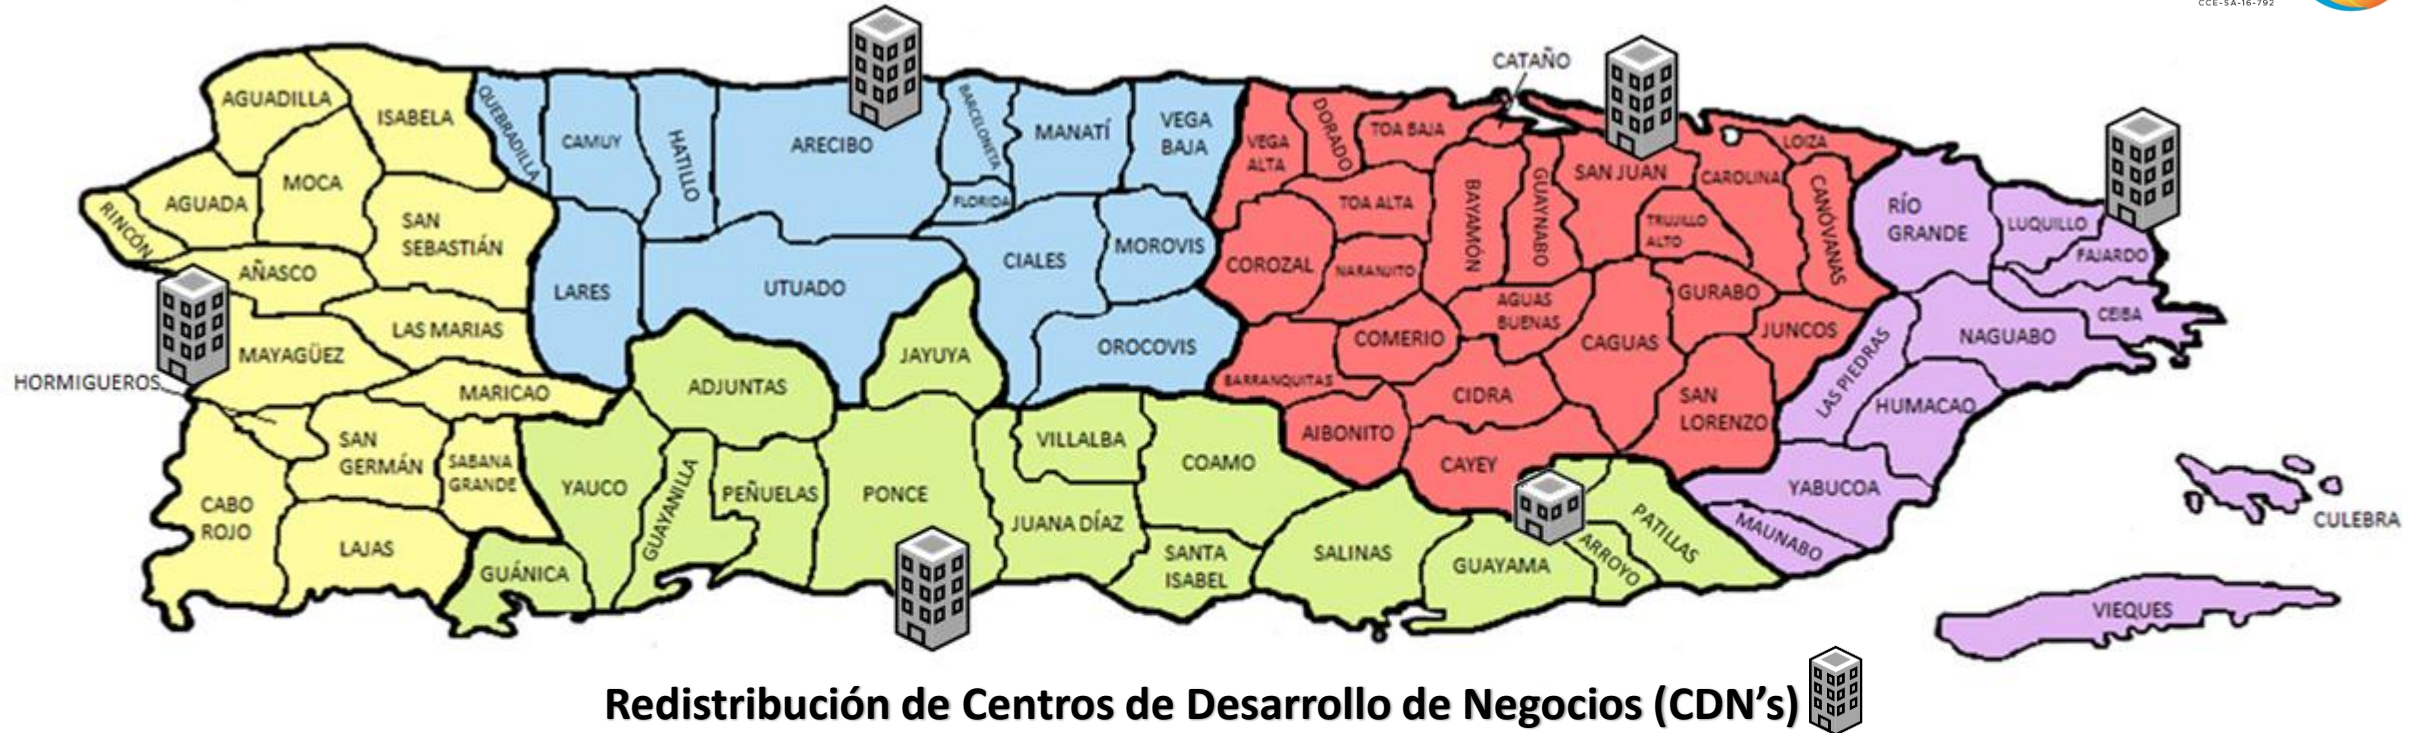 CCE-SA-16-792
CATAÑO
AGUADILLA
ISABELA
QUEBRADILLA
CAMUY
HATILLO
ARECIBO
BARCELONETA
MANATÍ
VEGA
BAJA
VEGA
ALTA
DORADO
TOA BAJA
SAN JUAN
LOIZA
CAROLINA
CANÓVANAS
MOCA
AGUADA
RINCÓN
SAN
SEBASTIÁN
AÑASCO
FLORIDA
CIALES
MOROVIS
TOA ALTA
BAYAMÓN
GUAYNABO
TRUJILLO
ALTO
RÍO
GRANDE
LUQUILLO
FAJARDO
COROZAL
NARANJITO
LARES
UTUADO
AGUAS
BUENAS
GURABO
CEIBA
LAS MARIAS
MAYAGÜEZ
HORMIGUEROS
MARICAO
JAYUYA
OROCOVIS
COMERIO
CAGUAS
JUNCOS
NAGUABO
LAS PIEDRAS
ADJUNTAS
BARRANQUITAS
CIDRA
SAN
LORENZO
HUMACAO
SAN
GERMÁN
SABANA
GRANDE
VILLALBA
COAMO
AIBONITO
CAYEY
CABO
ROJO
LAJAS
YAUCO
GUAYANILLA
PEÑUELAS
PONCE
JUANA DÍAZ
YABUCOA
MAUNABO
PATILLAS
CULEBRA
GUÁNICA
SANTA
ISABEL
SALINAS
GUAYAMA
ARROYO
VIEQUES
Redistribución de Centros de Desarrollo de Negocios (CDN’s)